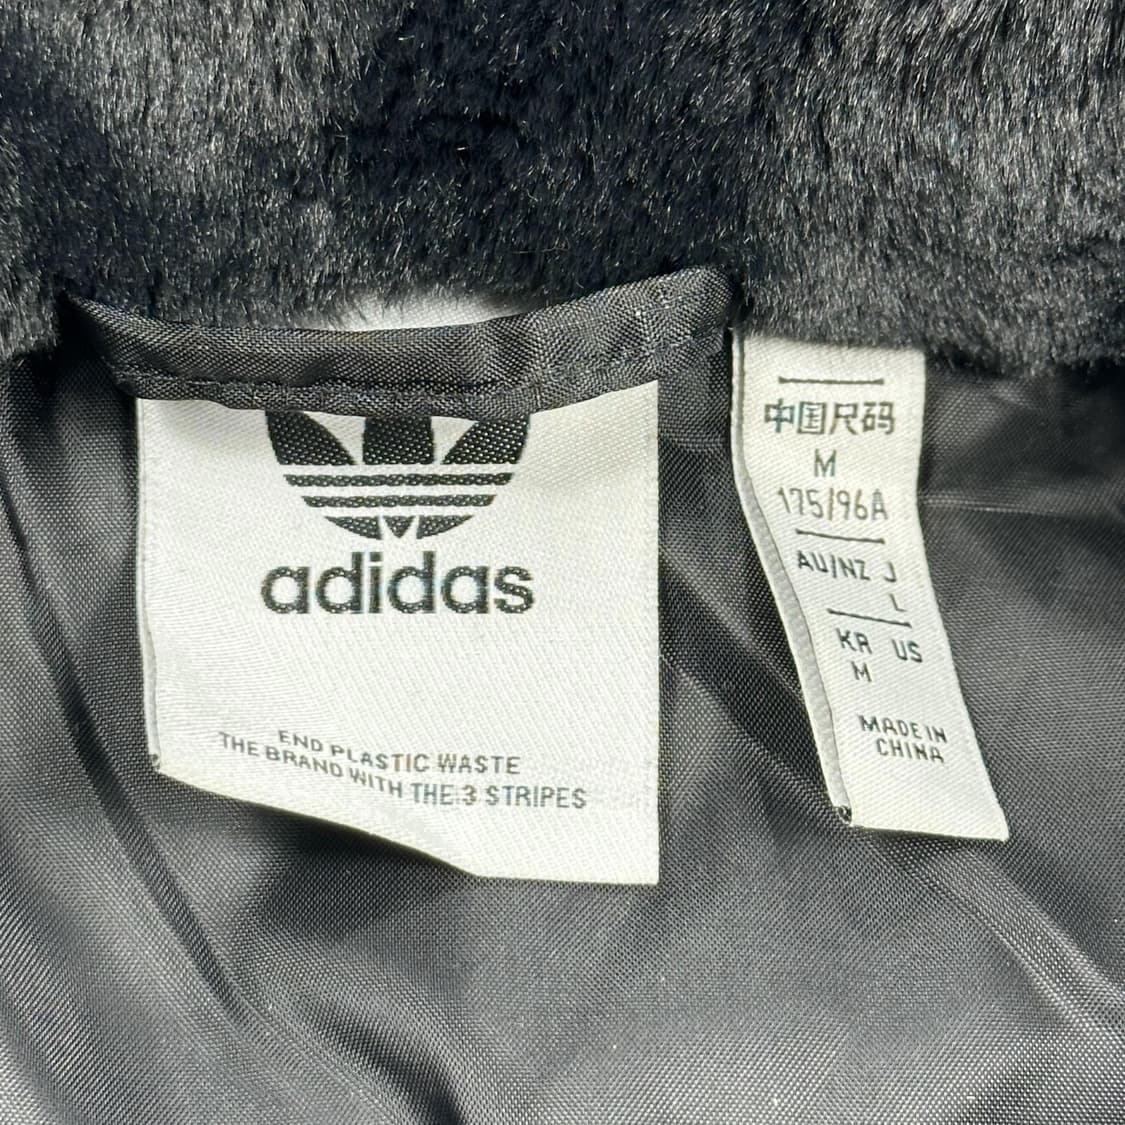 adidas
END PLASTIC WASTE
THE BRAND WITH THE 3 STRIPES
中国尺码
M
175/96A
AU/NZ J
L
KR US
M
MADE IN
CHINA